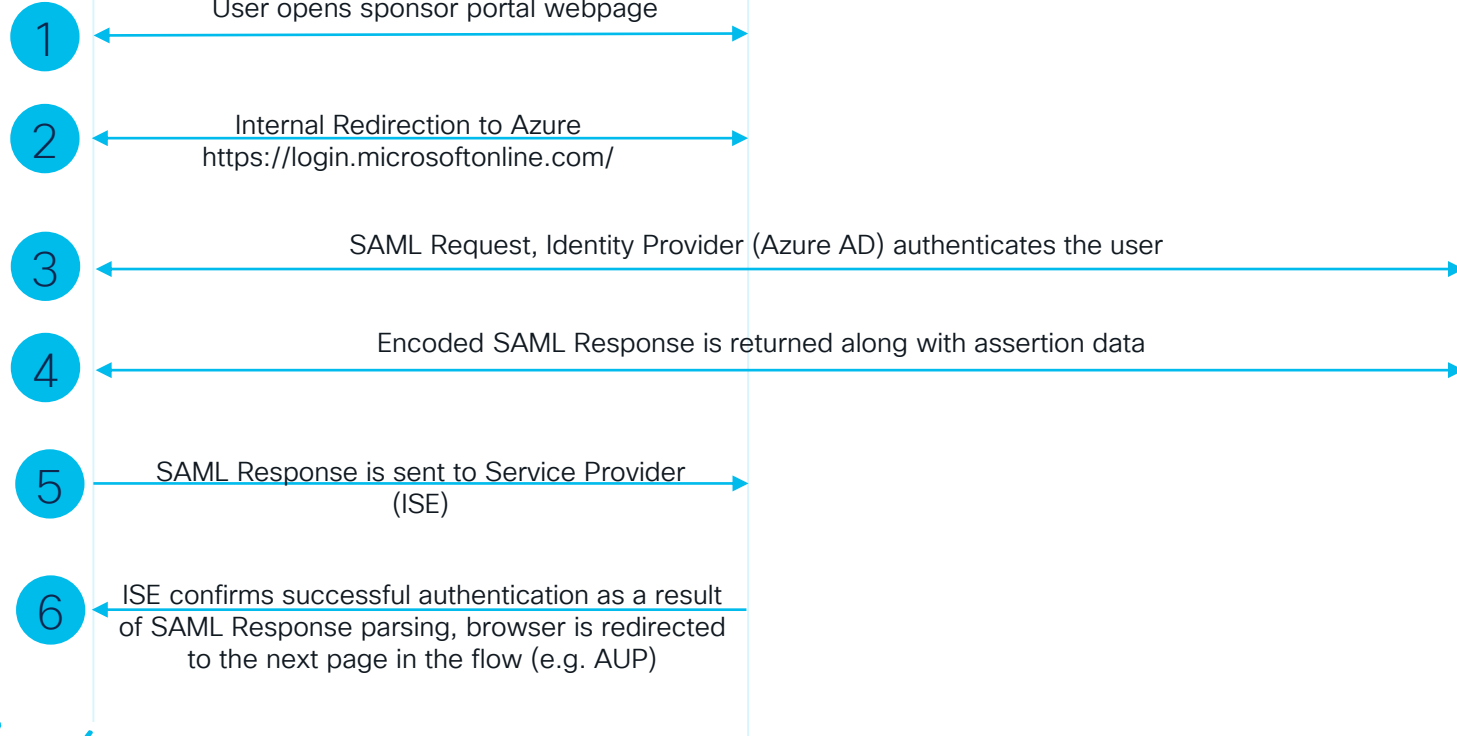 User opens sponsor portal webpage
1
Internal Redirection to Azure
2
https://login.microsoftonline.com/
SAML Request, Identity Provider (Azure AD) authenticates the user
3
Encoded SAML Response is returned along with assertion data
4
SAML Response is sent to Service Provider
5
(ISE)
ISE confirms successful authentication as a result
6
of SAML Response parsing, browser is redirected
to the next page in the flow (e.g. AUP)